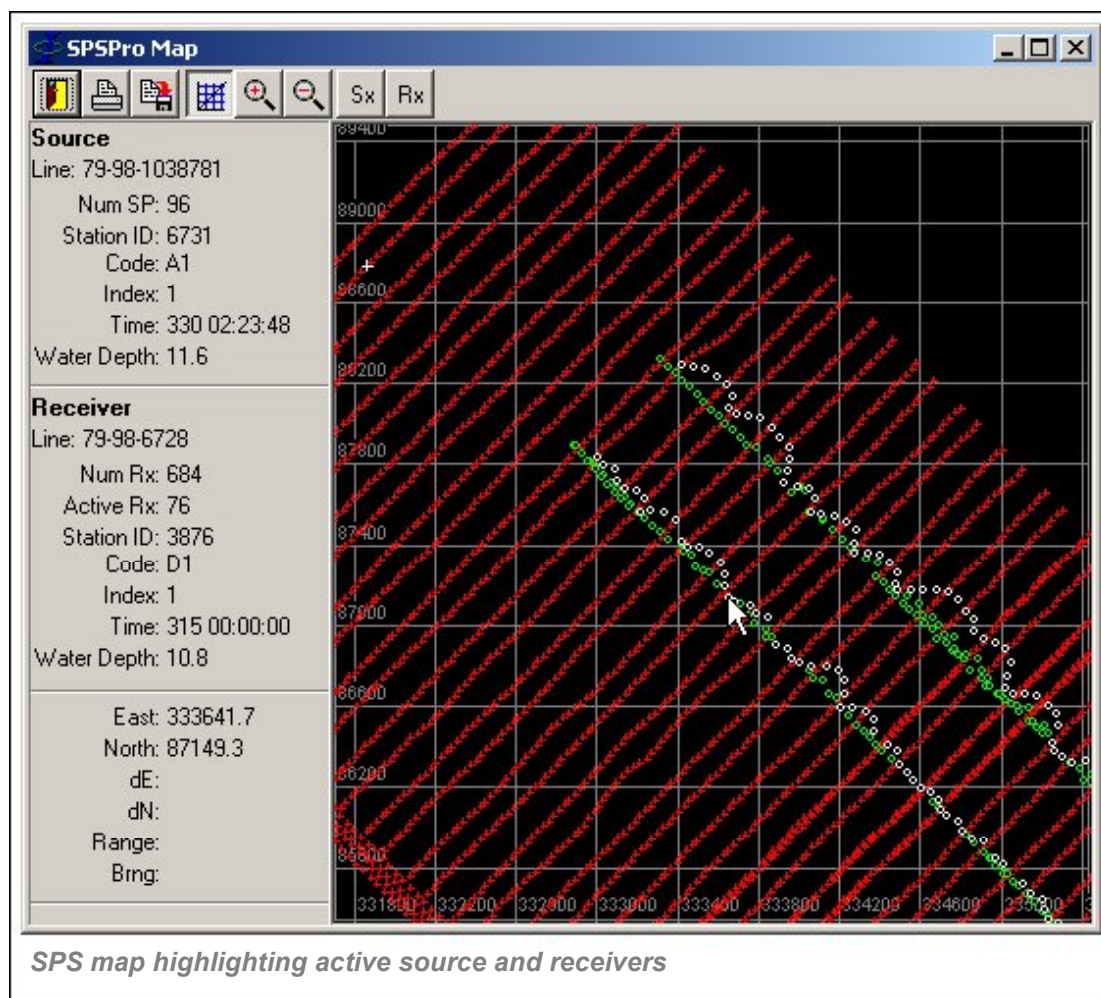 SPSPro Map
Sx Rx
Source
Line: 79-98-1038781
Num SP: 96
Station ID: 6731
Code: A1
Index: 1
Time: 330 02:23:48
Water Depth: 11.6
Receiver
Line: 79-98-6728
Num Rx: 684
Active Rx: 76
Station ID: 3876
Code: D1
Index: 1
Time: 315 00:00:00
Water Depth: 10.8
East: 333641.7
North: 87149.3
dE:
dN:
Range:
Brng:
89400
89000
88600
88200
87800
87400
87000
86600
86200
85800
331800 332200 332600 333000 333400 333800 334200 334600 335000
SPS map highlighting active source and receivers